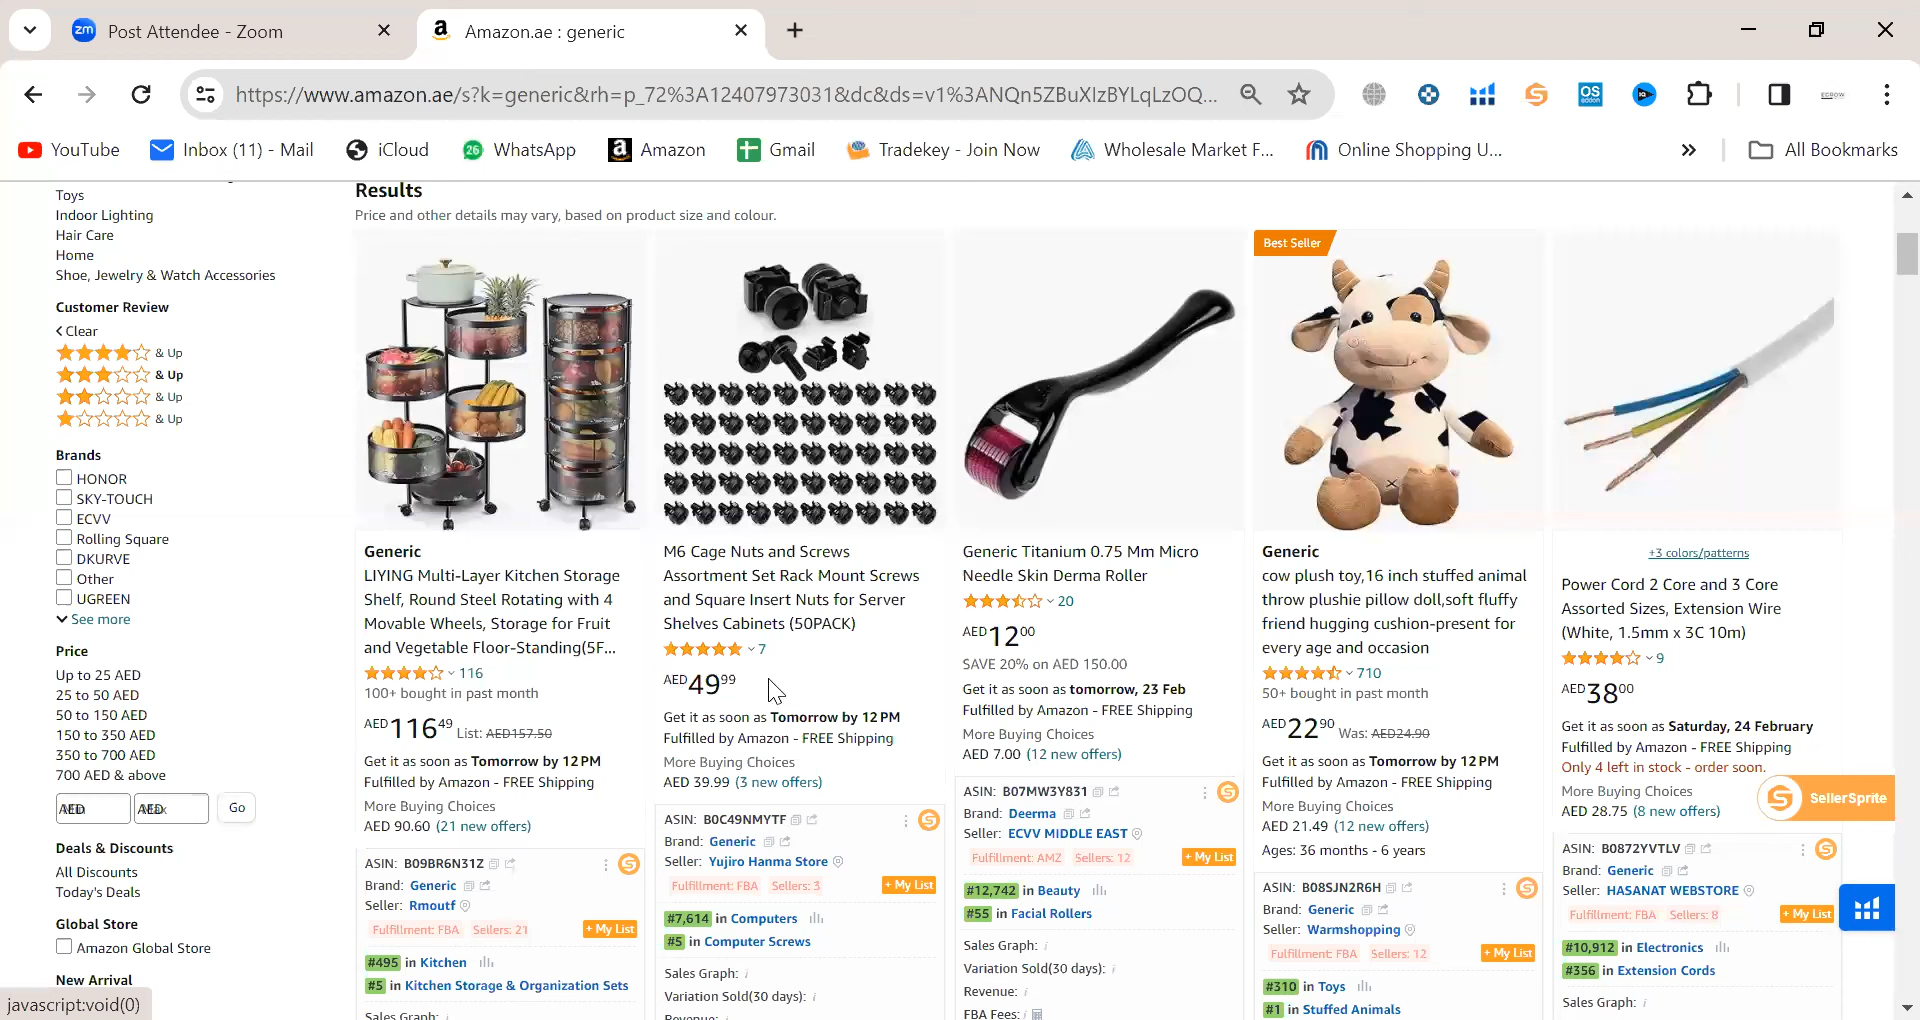 Post Attendee - Zoom
Amazon.ae : generic
https://www.amazon.ae/s?k=generic&rh=p_72%3A12407973031&dc&ds=v1%3ANQn5ZBuXIzBYLqLzOQ...
YouTube
Inbox (11) - Mail
iCloud
WhatsApp
Amazon
Gmail
Tradekey - Join Now
Wholesale Market F...
Online Shopping U...
»
All Bookmarks
Toys
Indoor Lighting
Hair Care
Home
Shoe, Jewelry & Watch Accessories
Customer Review
< Clear
& Up
& Up
& Up
& Up
Brands
HONOR
SKY-TOUCH
ECVV
Rolling Square
DKURVE
Other
UGREEN
See more
Price
Up to 25 AED
25 to 50 AED
50 to 150 AED
150 to 350 AED
350 to 700 AED
700 AED & above
Go
Deals & Discounts
All Discounts
Today's Deals
Global Store
Amazon Global Store
New Arrival
javascript:void(0)
Results
Price and other details may vary, based on product size and colour.
Generic
LIYING Multi-Layer Kitchen Storage
Shelf, Round Steel Rotating with 4
Movable Wheels, Storage for Fruit
and Vegetable Floor-Standing(5F...
116
100+ bought in past month
AED116.49 List: AED157.50
Get it as soon as Tomorrow by 12 PM
Fulfilled by Amazon - FREE Shipping
More Buying Choices
AED 90.60 (21 new offers)
ASIN: B09BR6N31Z
Brand: Generic
Seller: Rmoutf
Fulfillment: FBA Sellers: 21
+ My List
#495 in Kitchen
#5 in Kitchen Storage & Organization Sets
Sales Graph:
M6 Cage Nuts and Screws
Assortment Set Rack Mount Screws
and Square Insert Nuts for Server
Shelves Cabinets (50PACK)
7
AED49.99
Get it as soon as Tomorrow by 12 PM
Fulfilled by Amazon - FREE Shipping
More Buying Choices
AED 39.99 (3 new offers)
ASIN: B0C49NMYTF
Brand: Generic
Seller: Yujiro Hanma Store
Fulfillment: FBA Sellers: 3
+ My List
#7,614 in Computers
#5 in Computer Screws
Sales Graph:
Variation Sold(30 days):
Revenue:
Generic Titanium 0.75 Mm Micro
Needle Skin Derma Roller
20
AED12.00
SAVE 20% on AED 150.00
Get it as soon as tomorrow, 23 Feb
Fulfilled by Amazon - FREE Shipping
More Buying Choices
AED 7.00 (12 new offers)
ASIN: B07MW3Y831
Brand: Deerma
Seller: ECVV MIDDLE EAST
Fulfillment: AMZ Sellers: 12
+ My List
#12,742 in Beauty
#55 in Facial Rollers
Sales Graph:
Variation Sold(30 days):
Revenue:
FBA Fees:
Best Seller
Generic
cow plush toy,16 inch stuffed animal
throw plushie pillow doll,soft fluffy
friend hugging cushion-present for
every age and occasion
710
50+ bought in past month
AED22.90 Was: AED24.90
Get it as soon as Tomorrow by 12 PM
Fulfilled by Amazon - FREE Shipping
More Buying Choices
AED 21.49 (12 new offers)
Ages: 36 months - 6 years
ASIN: B08SJN2R6H
Brand: Generic
Seller: Warmshopping
Fulfillment: FBA Sellers: 12
+ My List
#310 in Toys
#1 in Stuffed Animals
+3 colors/patterns
Power Cord 2 Core and 3 Core
Assorted Sizes, Extension Wire
(White, 1.5mm x 3C 10m)
9
AED38.00
Get it as soon as Saturday, 24 February
Fulfilled by Amazon - FREE Shipping
Only 4 left in stock - order soon.
More Buying Choices
AED 28.75 (8 new offers)
SellerSprite
ASIN: B0872YVTLV
Brand: Generic
Seller: HASANAT WEBSTORE
Fulfillment: FBA Sellers: 8
+ My List
#10,912 in Electronics
#356 in Extension Cords
Sales Graph: